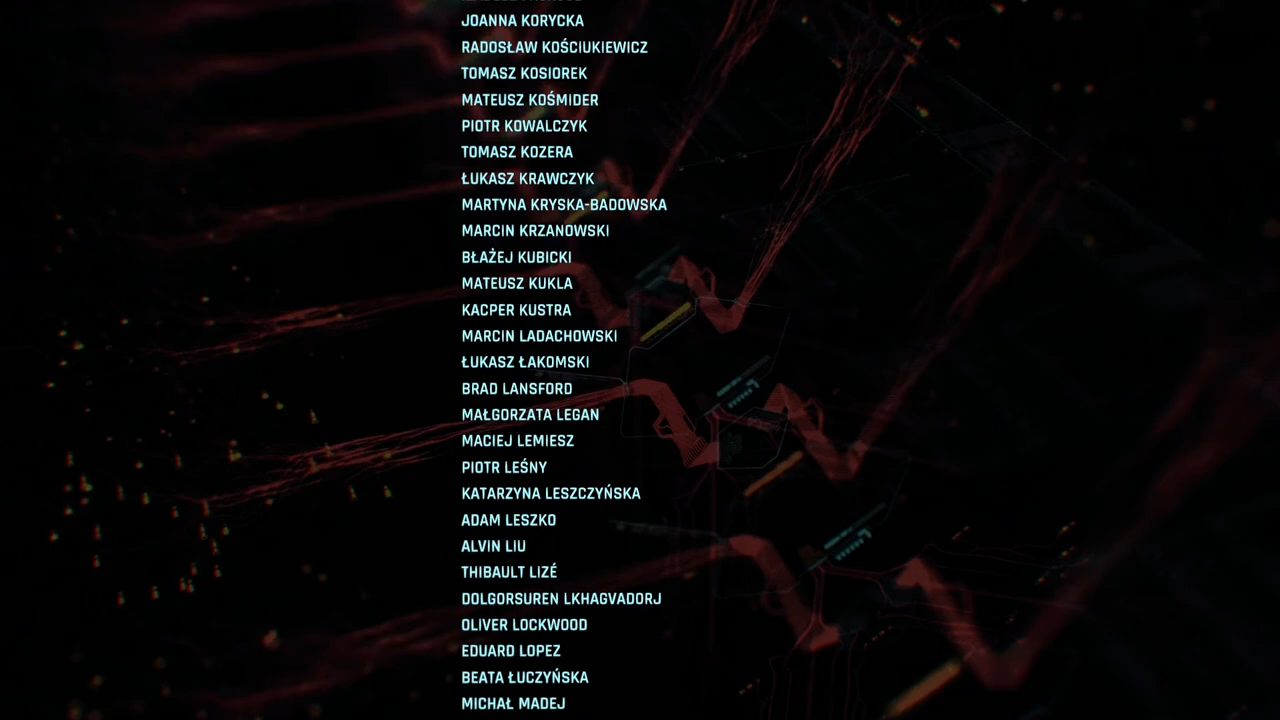 JOANNA KORYCKA
RADOSŁAW KOŚCIUKIEWICZ
TOMASZ KOSIOREK
MATEUSZ KOŚMIDER
PIOTR KOWALCZYK
TOMASZ KOZERA
ŁUKASZ KRAWCZYK
MARTYNA KRYSKA-BADOWSKA
MARCIN KRZANOWSKI
BŁAŻEJ KUBICKI
MATEUSZ KUKLA
KACPER KUSTRA
MARCIN LADACHOWSKI
ŁUKASZ ŁAKOMSKI
BRAD LANSFORD
MAŁGORZATA LEGAN
MACIEJ LEMIESZ
PIOTR LEŚNY
KATARZYNA LESZCZYŃSKA
ADAM LESZKO
ALVIN LIU
THIBAULT LIZÉ
DOLGORSUREN LKHAGVADORJ
OLIVER LOCKWOOD
EDUARD LOPEZ
BEATA ŁUCZYŃSKA
MICHAŁ MADEJ